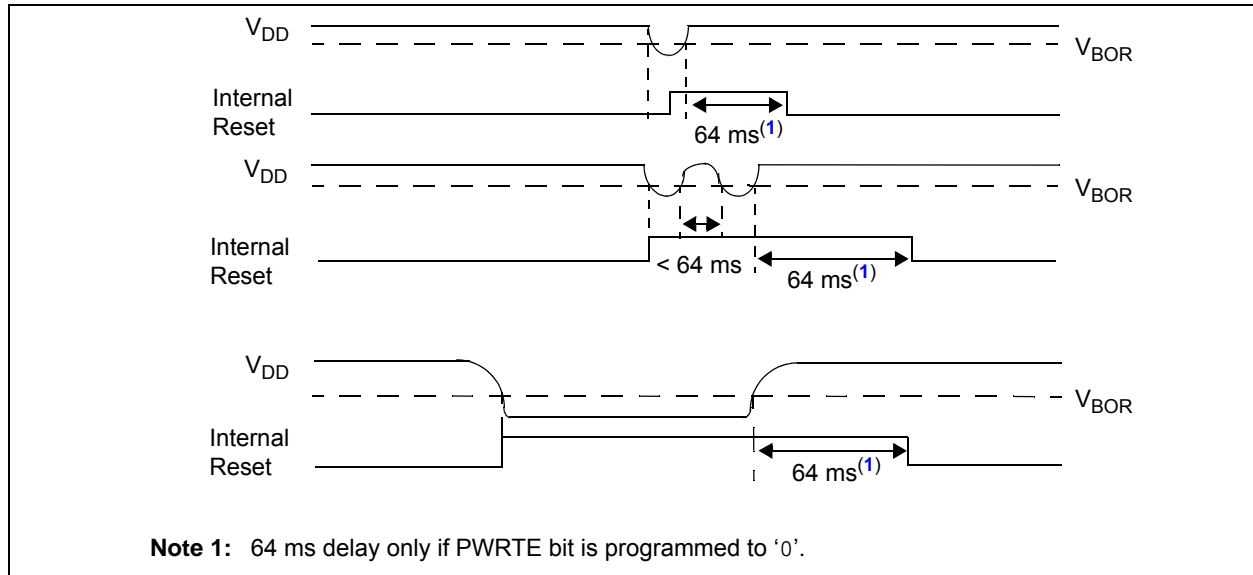 VDD
VBOR
Internal
Reset
64 ms(1)
VDD
VBOR
Internal
Reset
< 64 ms
64 ms(1)
VDD
VBOR
Internal
Reset
64 ms(1)
Note 1: 64 ms delay only if PWRTE bit is programmed to ‘0’.